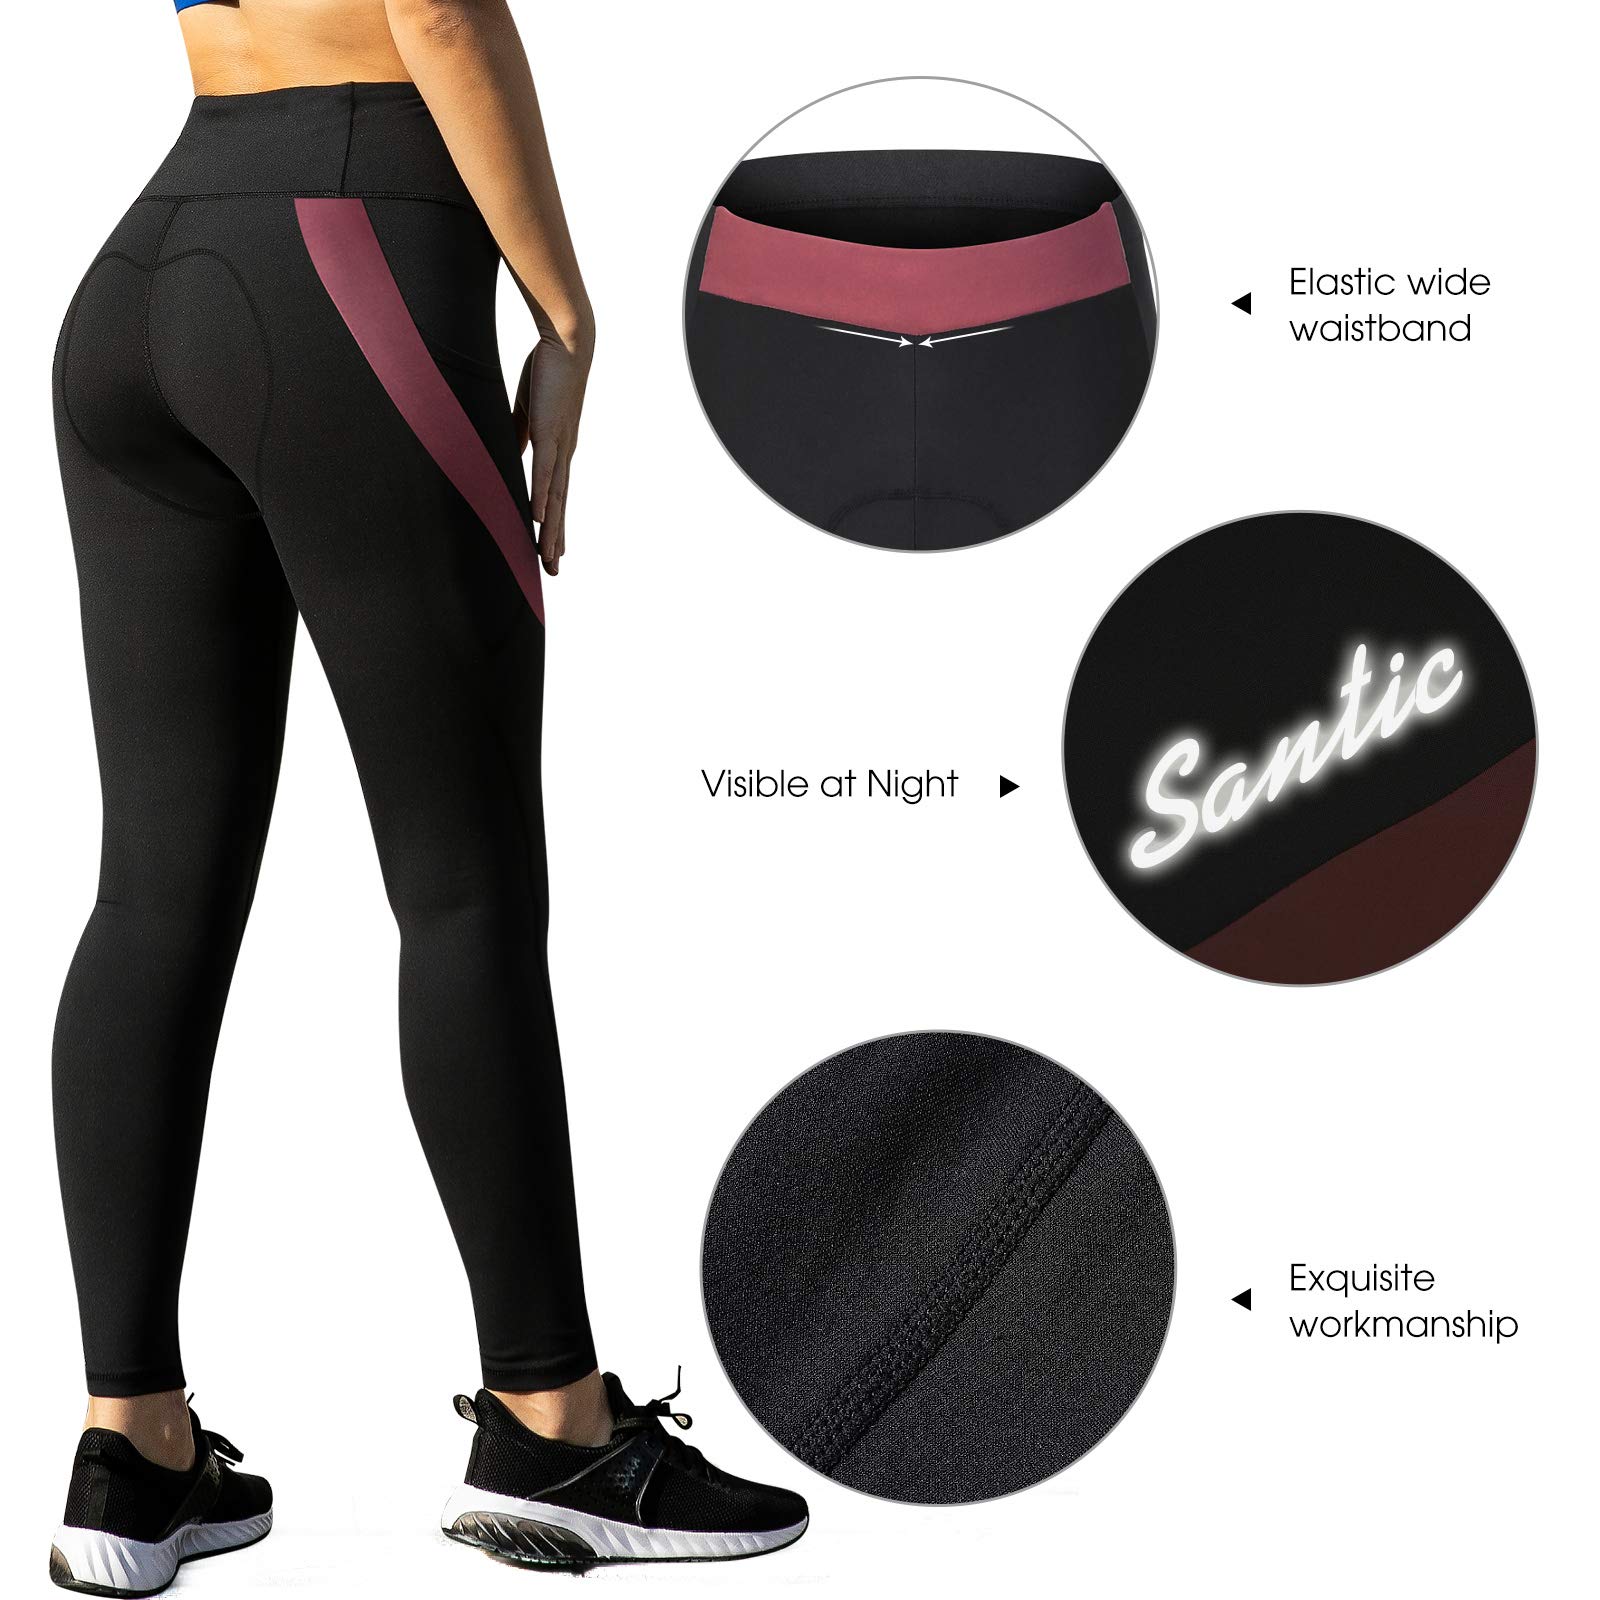 Elastic wide
waistband
Santic
Visible at Night
Exquisite
workmanship